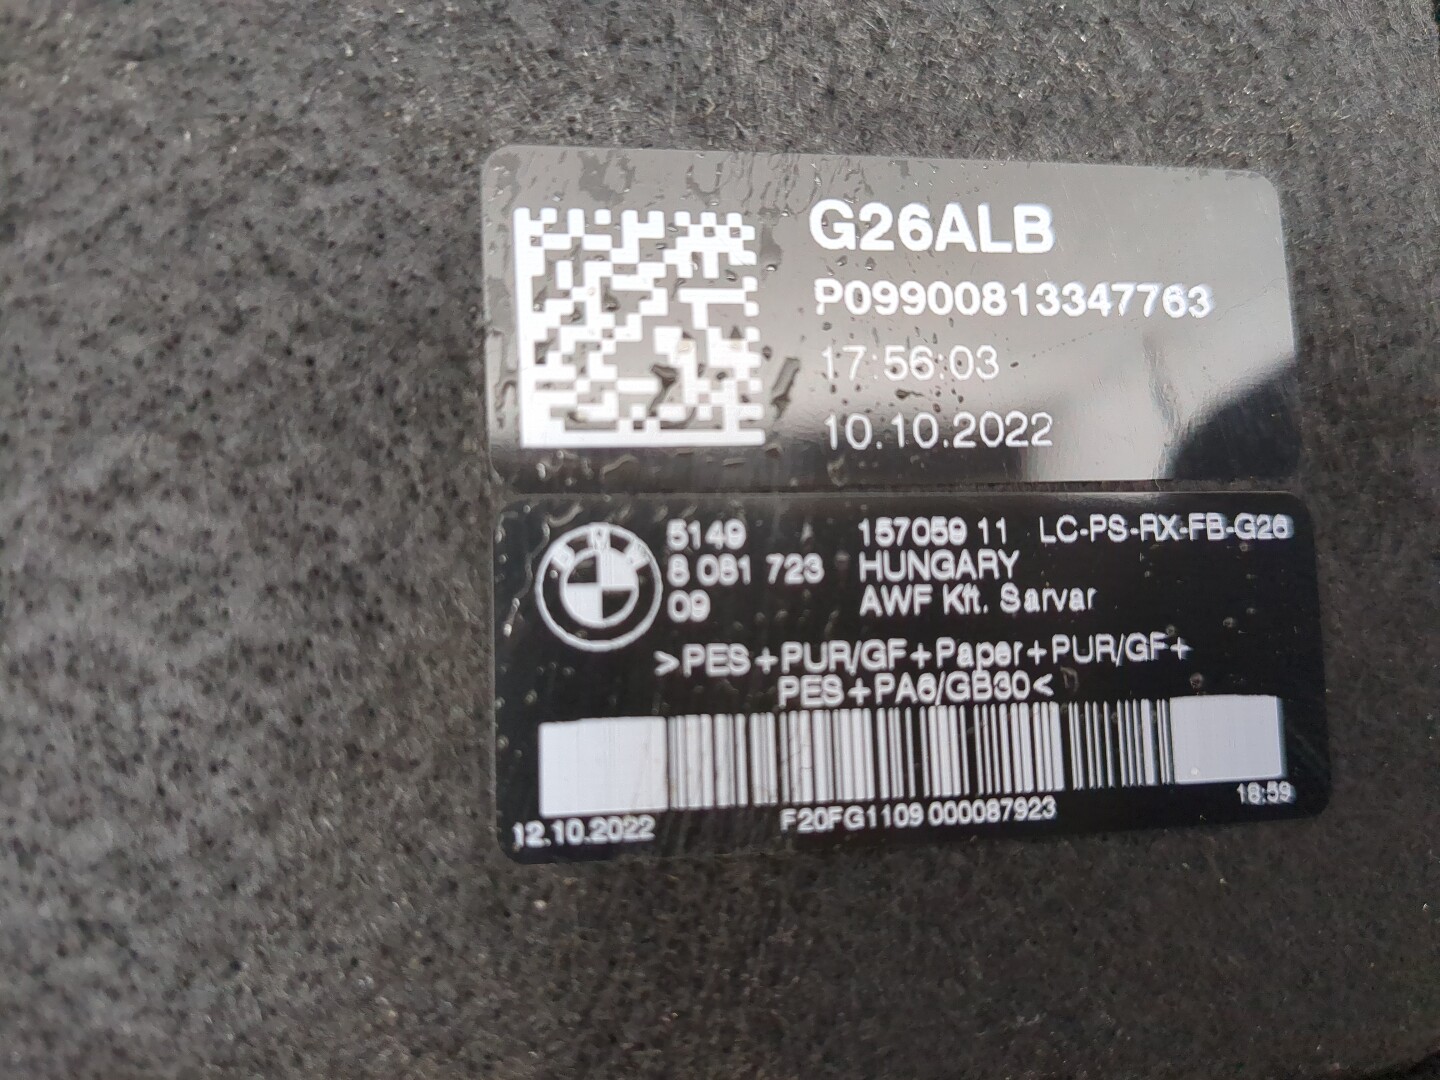 G26ALB
P09900813347763
17:56:03
10.10.2022
BMW
5149 A 157059 11 LC-PS-RX-FB-G26
8 081 723 HUNGARY
09 AWF Kft. Sarvar
>PES+PUR/GF+Paper+PUR/GF+
PES+PA6/GB30<
12.10.2022 F20FG1109 000087923 18:59